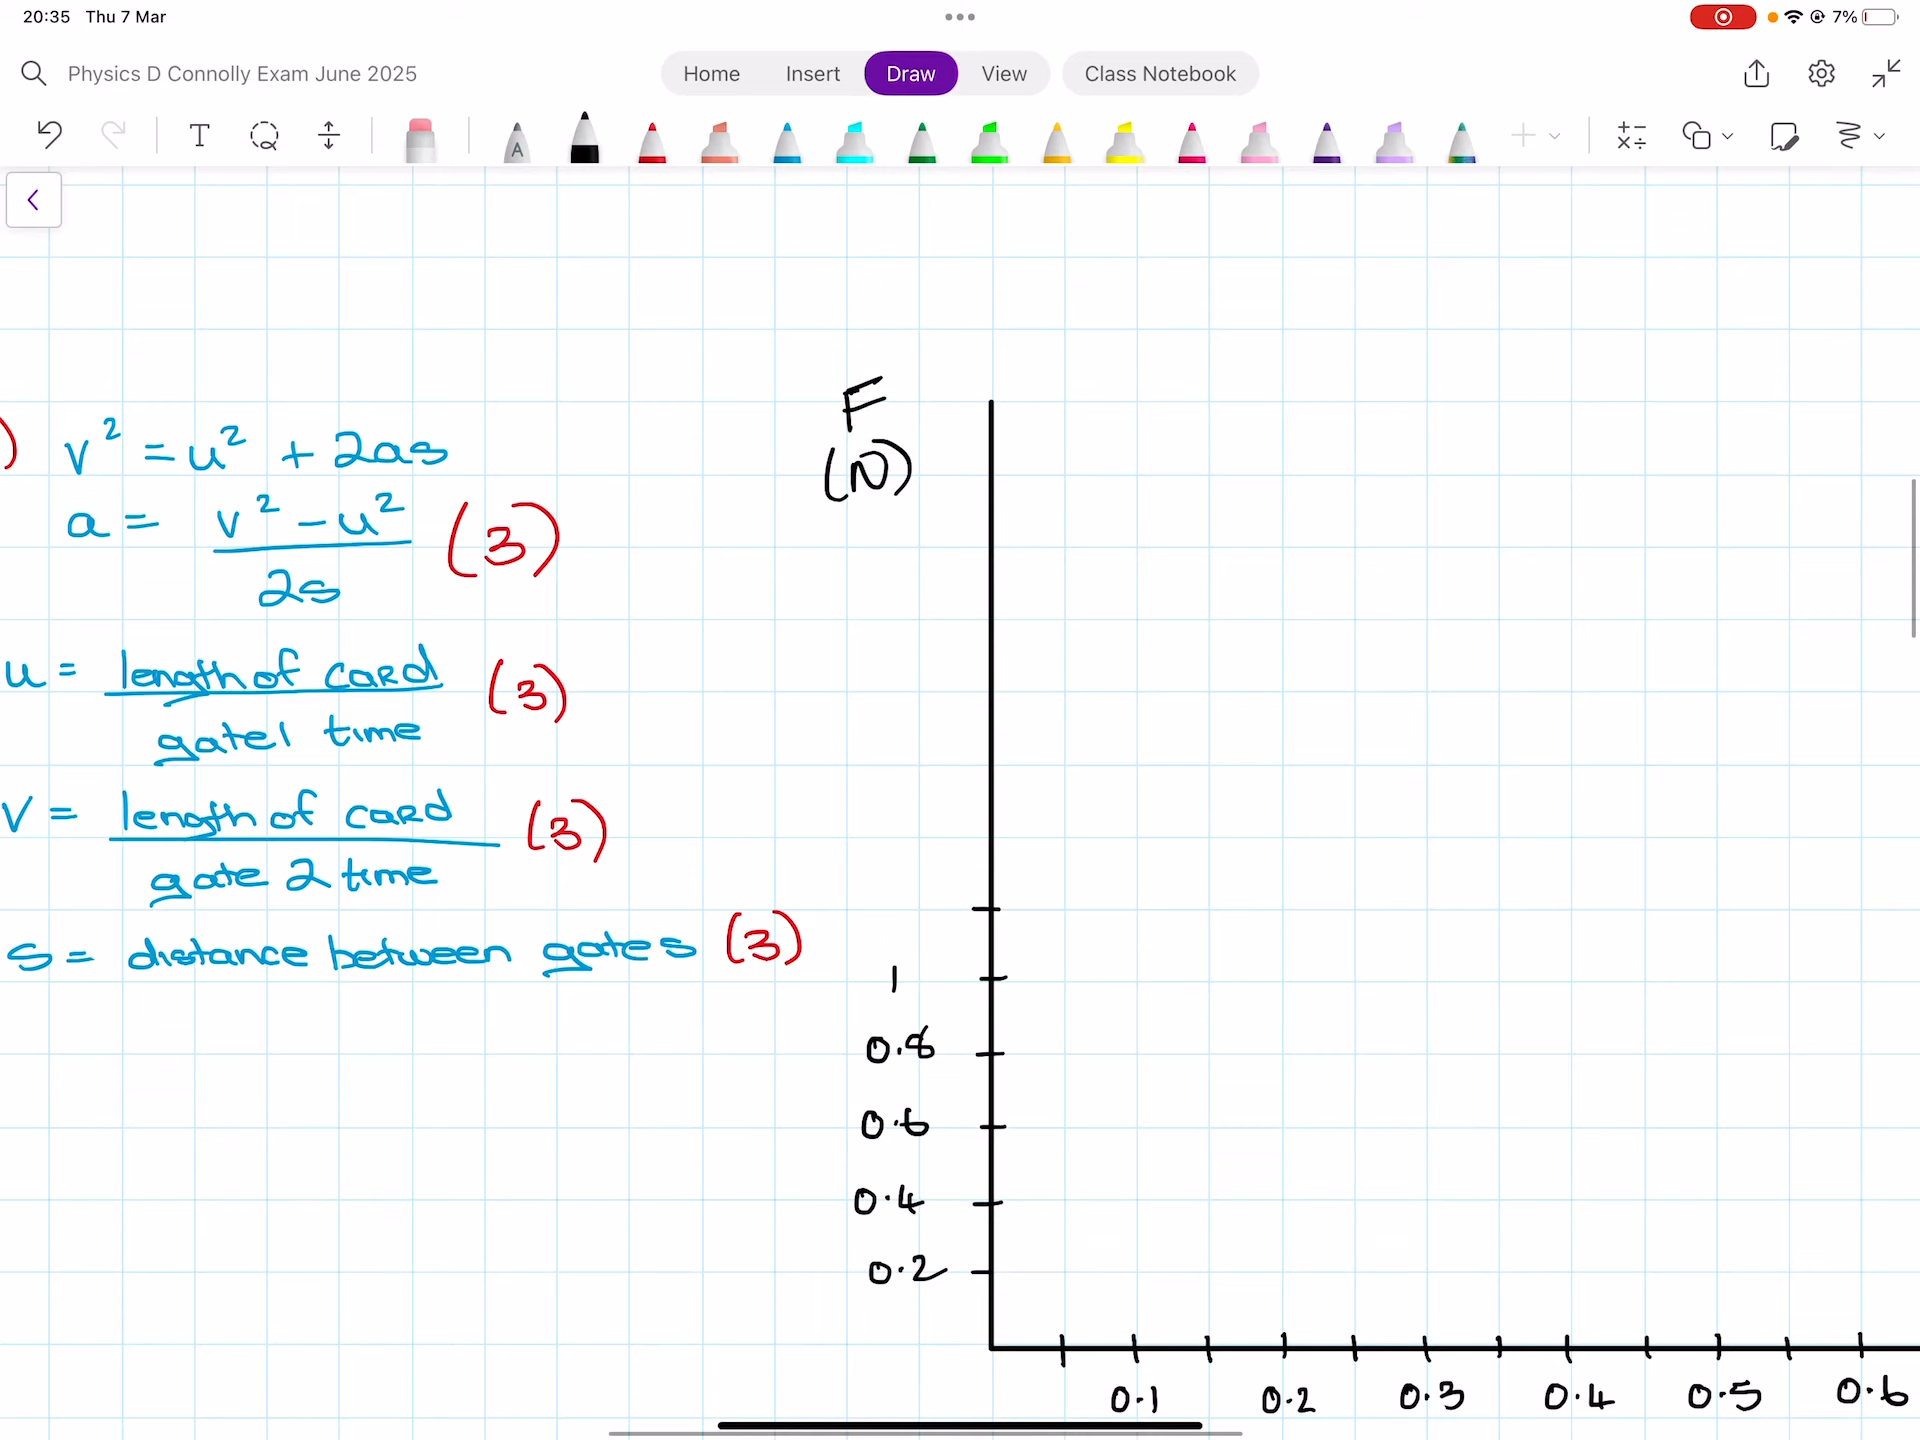 20:35 Thu 7 Mar
7%
Physics D Connolly Exam June 2025
Home Insert Draw View Class Notebook
T
A
F
(N)
) v² = u² + 2as
a = v² - u² (3)
2s
u = length of card (3)
gate1 time
v = length of card (3)
gate 2 time
s = distance between gates (3)
1
0.8
0.6
0.4
0.2
0.1 0.2 0.3 0.4 0.5 0.6